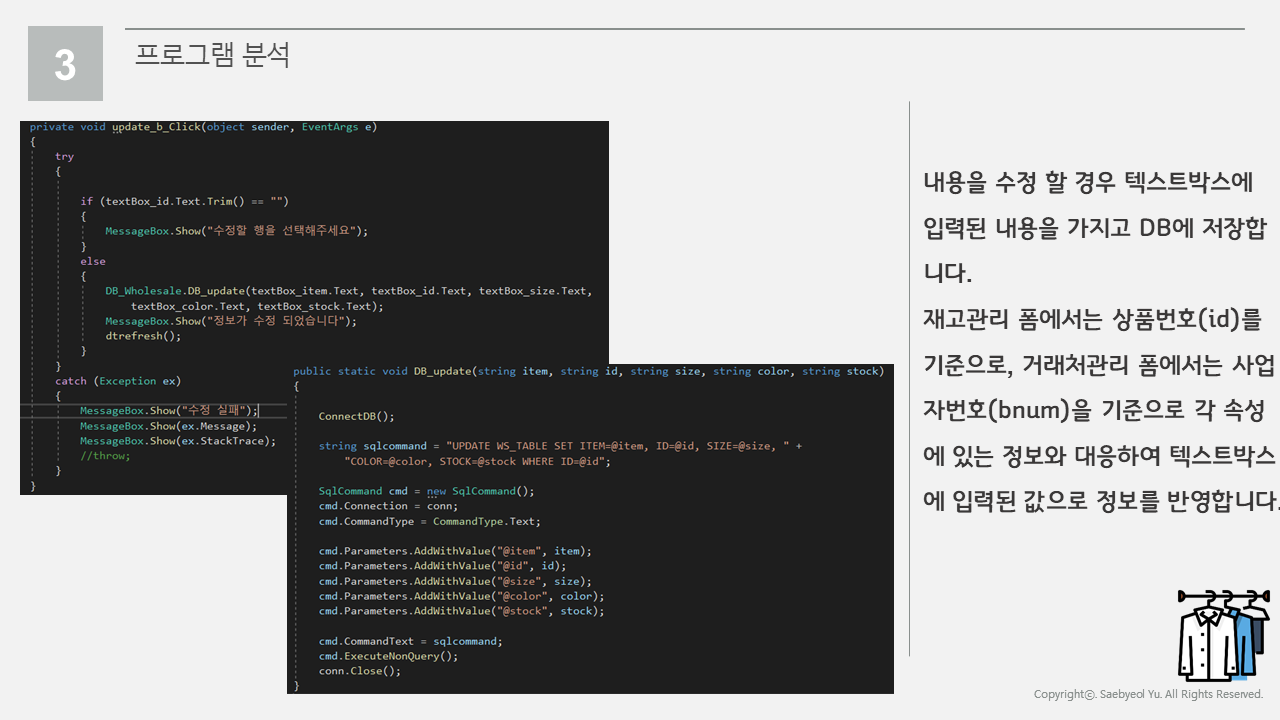 3
프로그램 분석
private void update_b_Click(object sender, EventArgs e)
{
try
{
if (textBox_id.Text.Trim() == "")
{
MessageBox.Show("수정할 행을 선택해주세요");
}
else
{
DB_Wholesale.DB_update(textBox_item.Text, textBox_id.Text, textBox_size.Text,
textBox_color.Text, textBox_stock.Text);
MessageBox.Show("정보가 수정 되었습니다");
dtrefresh();
}
}
catch (Exception ex)
{
MessageBox.Show("수정 실패");
MessageBox.Show(ex.Message);
MessageBox.Show(ex.StackTrace);
//throw;
}
}
public static void DB_update(string item, string id, string size, string color, string stock)
{
ConnectDB();
string sqlcommand = "UPDATE WS_TABLE SET ITEM=@item, ID=@id, SIZE=@size, " +
"COLOR=@color, STOCK=@stock WHERE ID=@id";
SqlCommand cmd = new SqlCommand();
cmd.Connection = conn;
cmd.CommandType = CommandType.Text;
cmd.Parameters.AddWithValue("@item", item);
cmd.Parameters.AddWithValue("@id", id);
cmd.Parameters.AddWithValue("@size", size);
cmd.Parameters.AddWithValue("@color", color);
cmd.Parameters.AddWithValue("@stock", stock);
cmd.CommandText = sqlcommand;
cmd.ExecuteNonQuery();
conn.Close();
}
내용을 수정 할 경우 텍스트박스에
입력된 내용을 가지고 DB에 저장합
니다.
재고관리 폼에서는 상품번호(id)를
기준으로, 거래처관리 폼에서는 사업
자번호(bnum)을 기준으로 각 속성
에 있는 정보와 대응하여 텍스트박스
에 입력된 값으로 정보를 반영합니다.
Copyrightⓒ. Saebyeol Yu. All Rights Reserved.